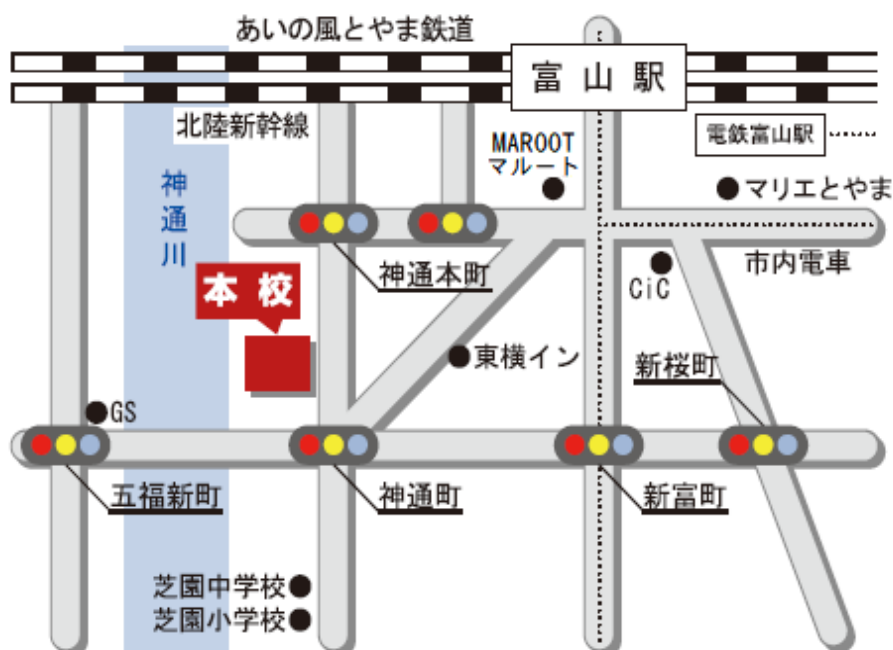 あいの風とやま鉄道
富山駅
北陸新幹線
電鉄富山駅
MAROOT
マルート
マリエとやま
神通川
神通本町
市内電車
CiC
本校
東横イン
新桜町
GS
五福新町
神通町
新富町
芝園中学校
芝園小学校